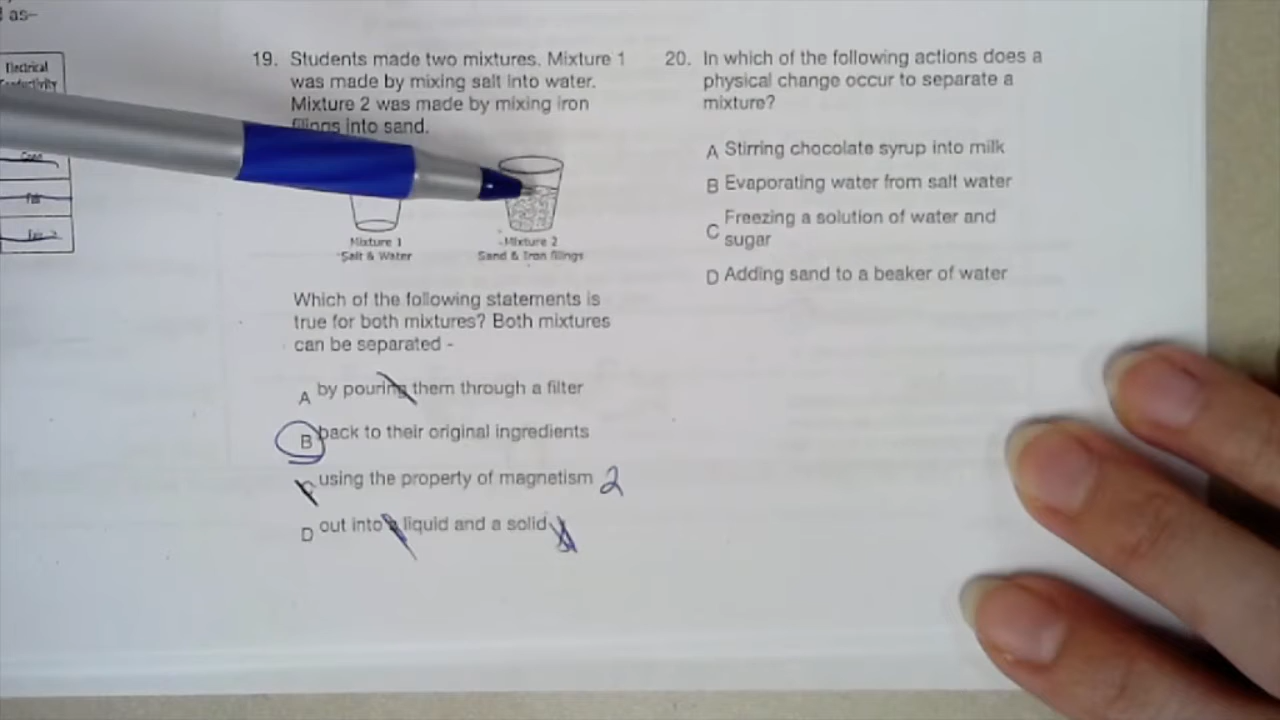 as-
Electrical
19. Students made two mixtures. Mixture 1
was made by mixing salt into water.
Mixture 2 was made by mixing iron
filings into sand.
Mixture 1
Salt & Water
Mixture 2
Sand & Iron filings
Which of the following statements is
true for both mixtures? Both mixtures
can be separated -
A by pouring them through a filter
B back to their original ingredients
C using the property of magnetism 2
D out into a liquid and a solid
20. In which of the following actions does a
physical change occur to separate a
mixture?
A Stirring chocolate syrup into milk
B Evaporating water from salt water
C Freezing a solution of water and
sugar
D Adding sand to a beaker of water